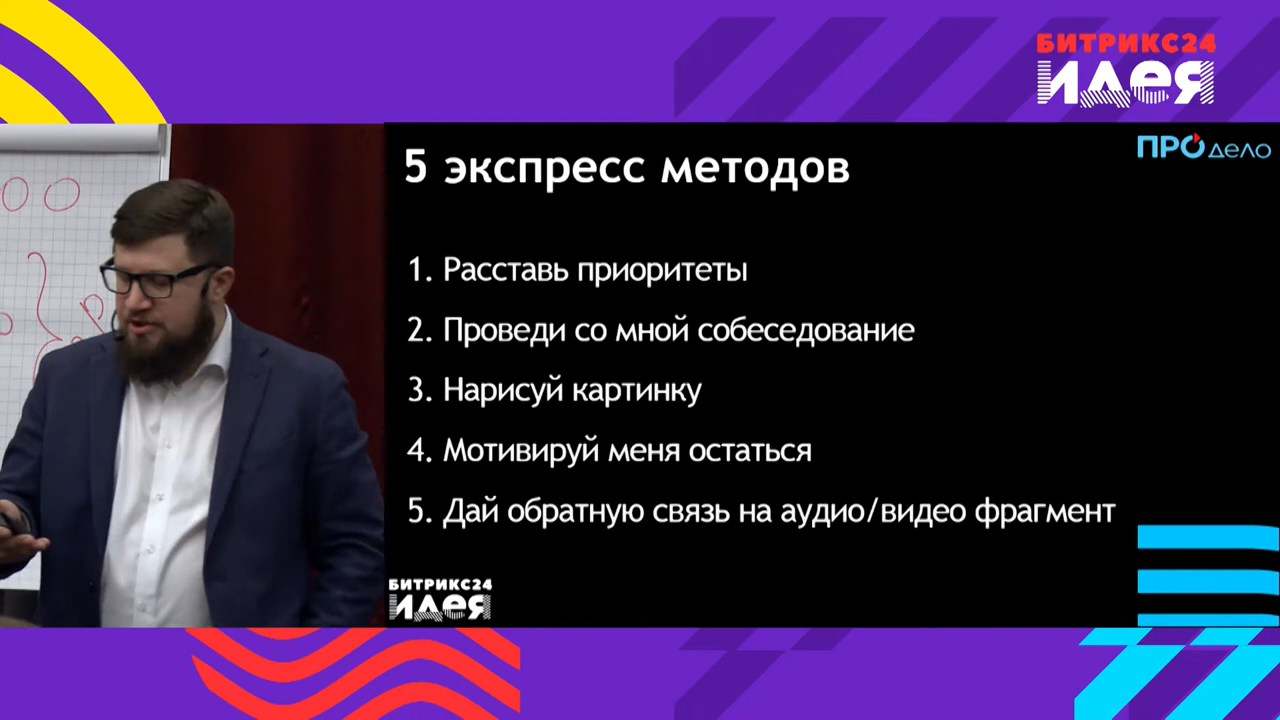 БИТРИКС24
ИДЕЯ
ПРОдело
5 экспресс методов
1. Расставь приоритеты
2. Проведи со мной собеседование
3. Нарисуй картинку
4. Мотивируй меня остаться
5. Дай обратную связь на аудио/видео фрагмент
БИТРИКС24
ИДЕЯ